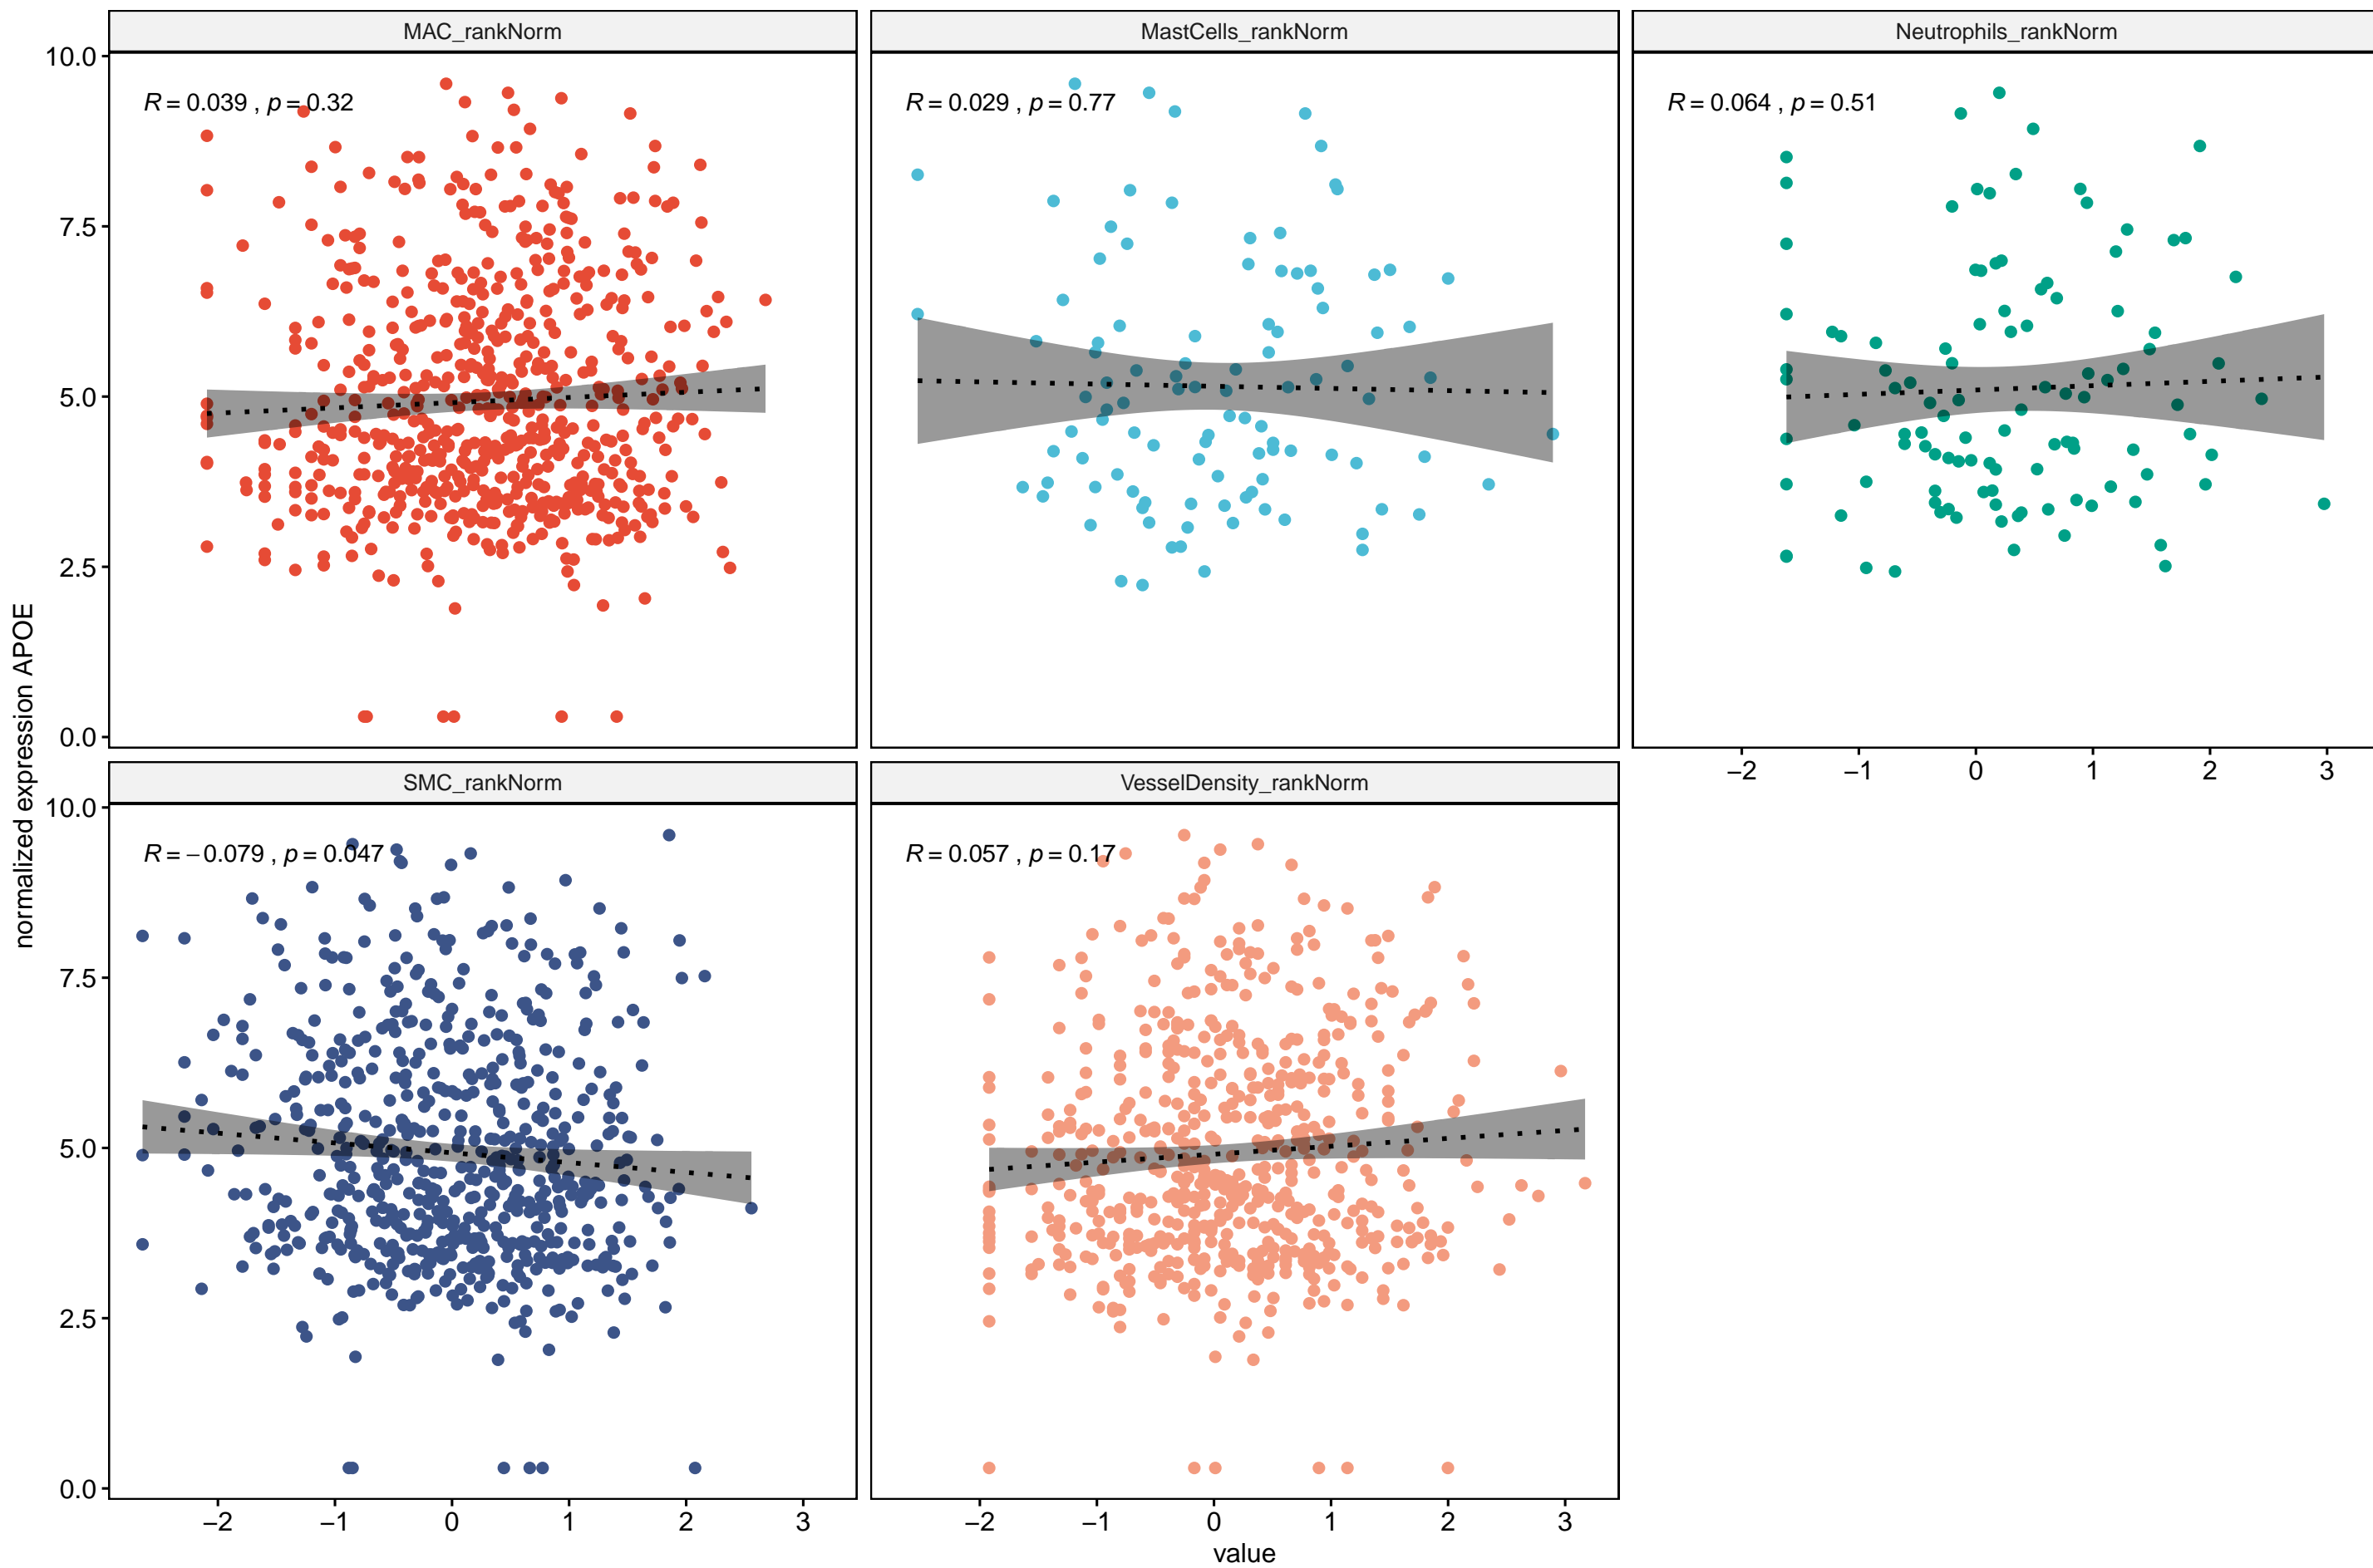 MAC_rankNorm
MastCells_rankNorm
Neutrophils_rankNorm
R = 0.039 , p = 0.32
R = 0.029 , p = 0.77
R = 0.064 , p = 0.51
10.0
7.5
5.0
2.5
0.0
−2 −1 0 1 2 3
SMC_rankNorm
VesselDensity_rankNorm
R = −0.079 , p = 0.047
R = 0.057 , p = 0.17
10.0
7.5
5.0
2.5
0.0
−2 −1 0 1 2 3
−2 −1 0 1 2 3
value
normalized expression APOE